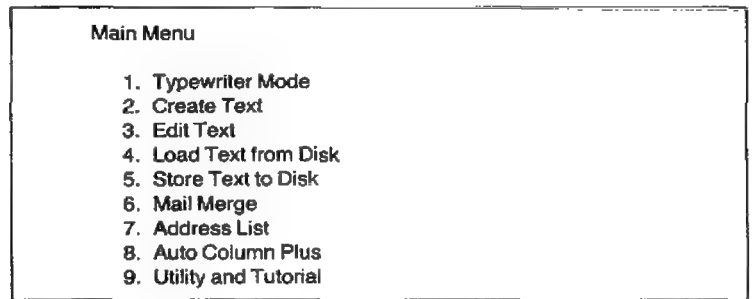 Main Menu
1. Typewriter Mode
2. Create Text
3. Edit Text
4. Load Text from Disk
5. Store Text to Disk
6. Mail Merge
7. Address List
8. Auto Column Plus
9. Utility and Tutorial